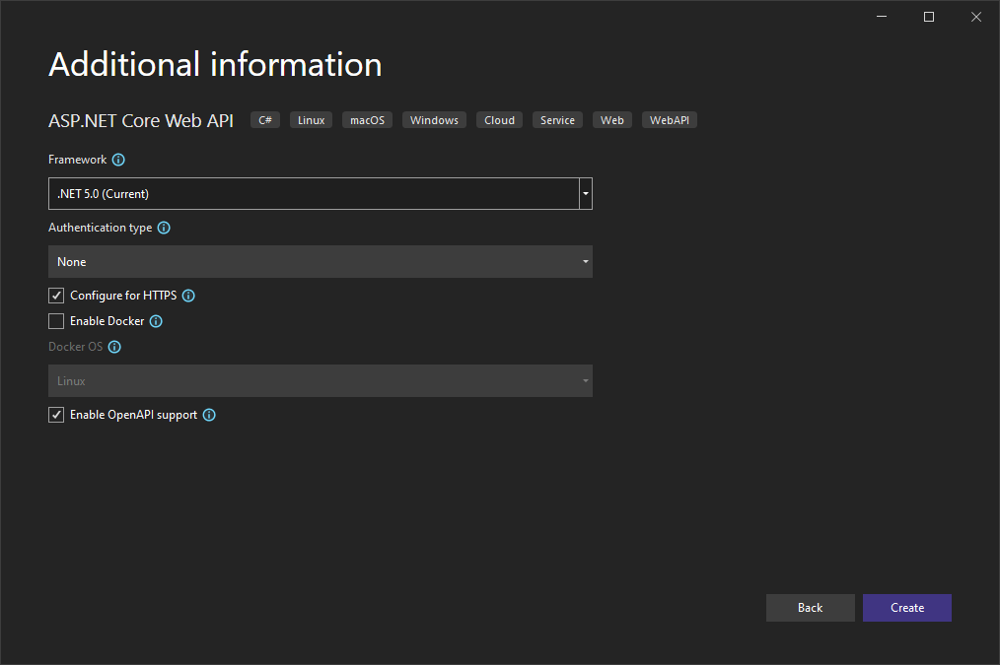 Additional information
ASP.NET Core Web API C# Linux macOS Windows Cloud Service Web WebAPI
Framework
.NET 5.0 (Current)
Authentication type
None
Configure for HTTPS
Enable Docker
Docker OS
Linux
Enable OpenAPI support
Back Create